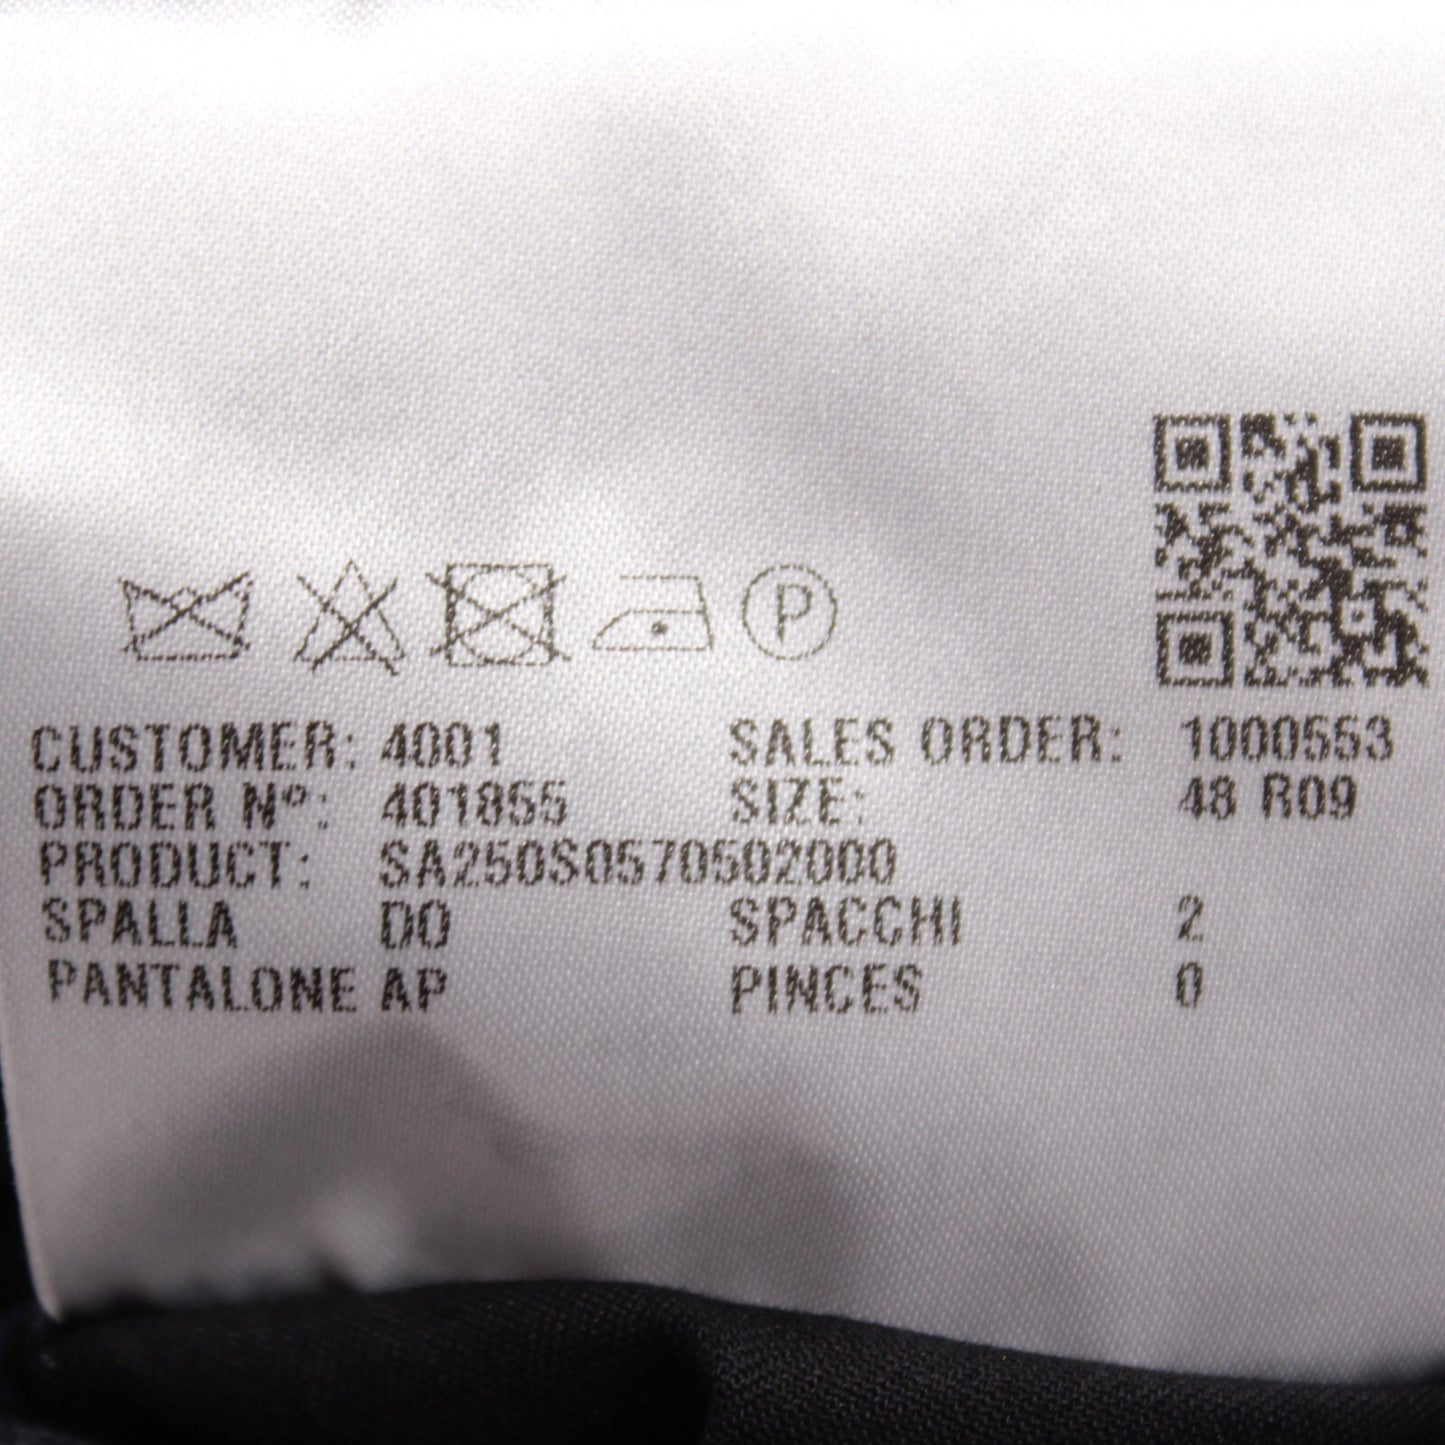 P
CUSTOMER: 4001 SALES ORDER: 1000553
ORDER Nº: 401855 SIZE: 48 R09
PRODUCT: SA250S0570502000
SPALLA DO SPACCHI 2
PANTALONE AP PINCES 0